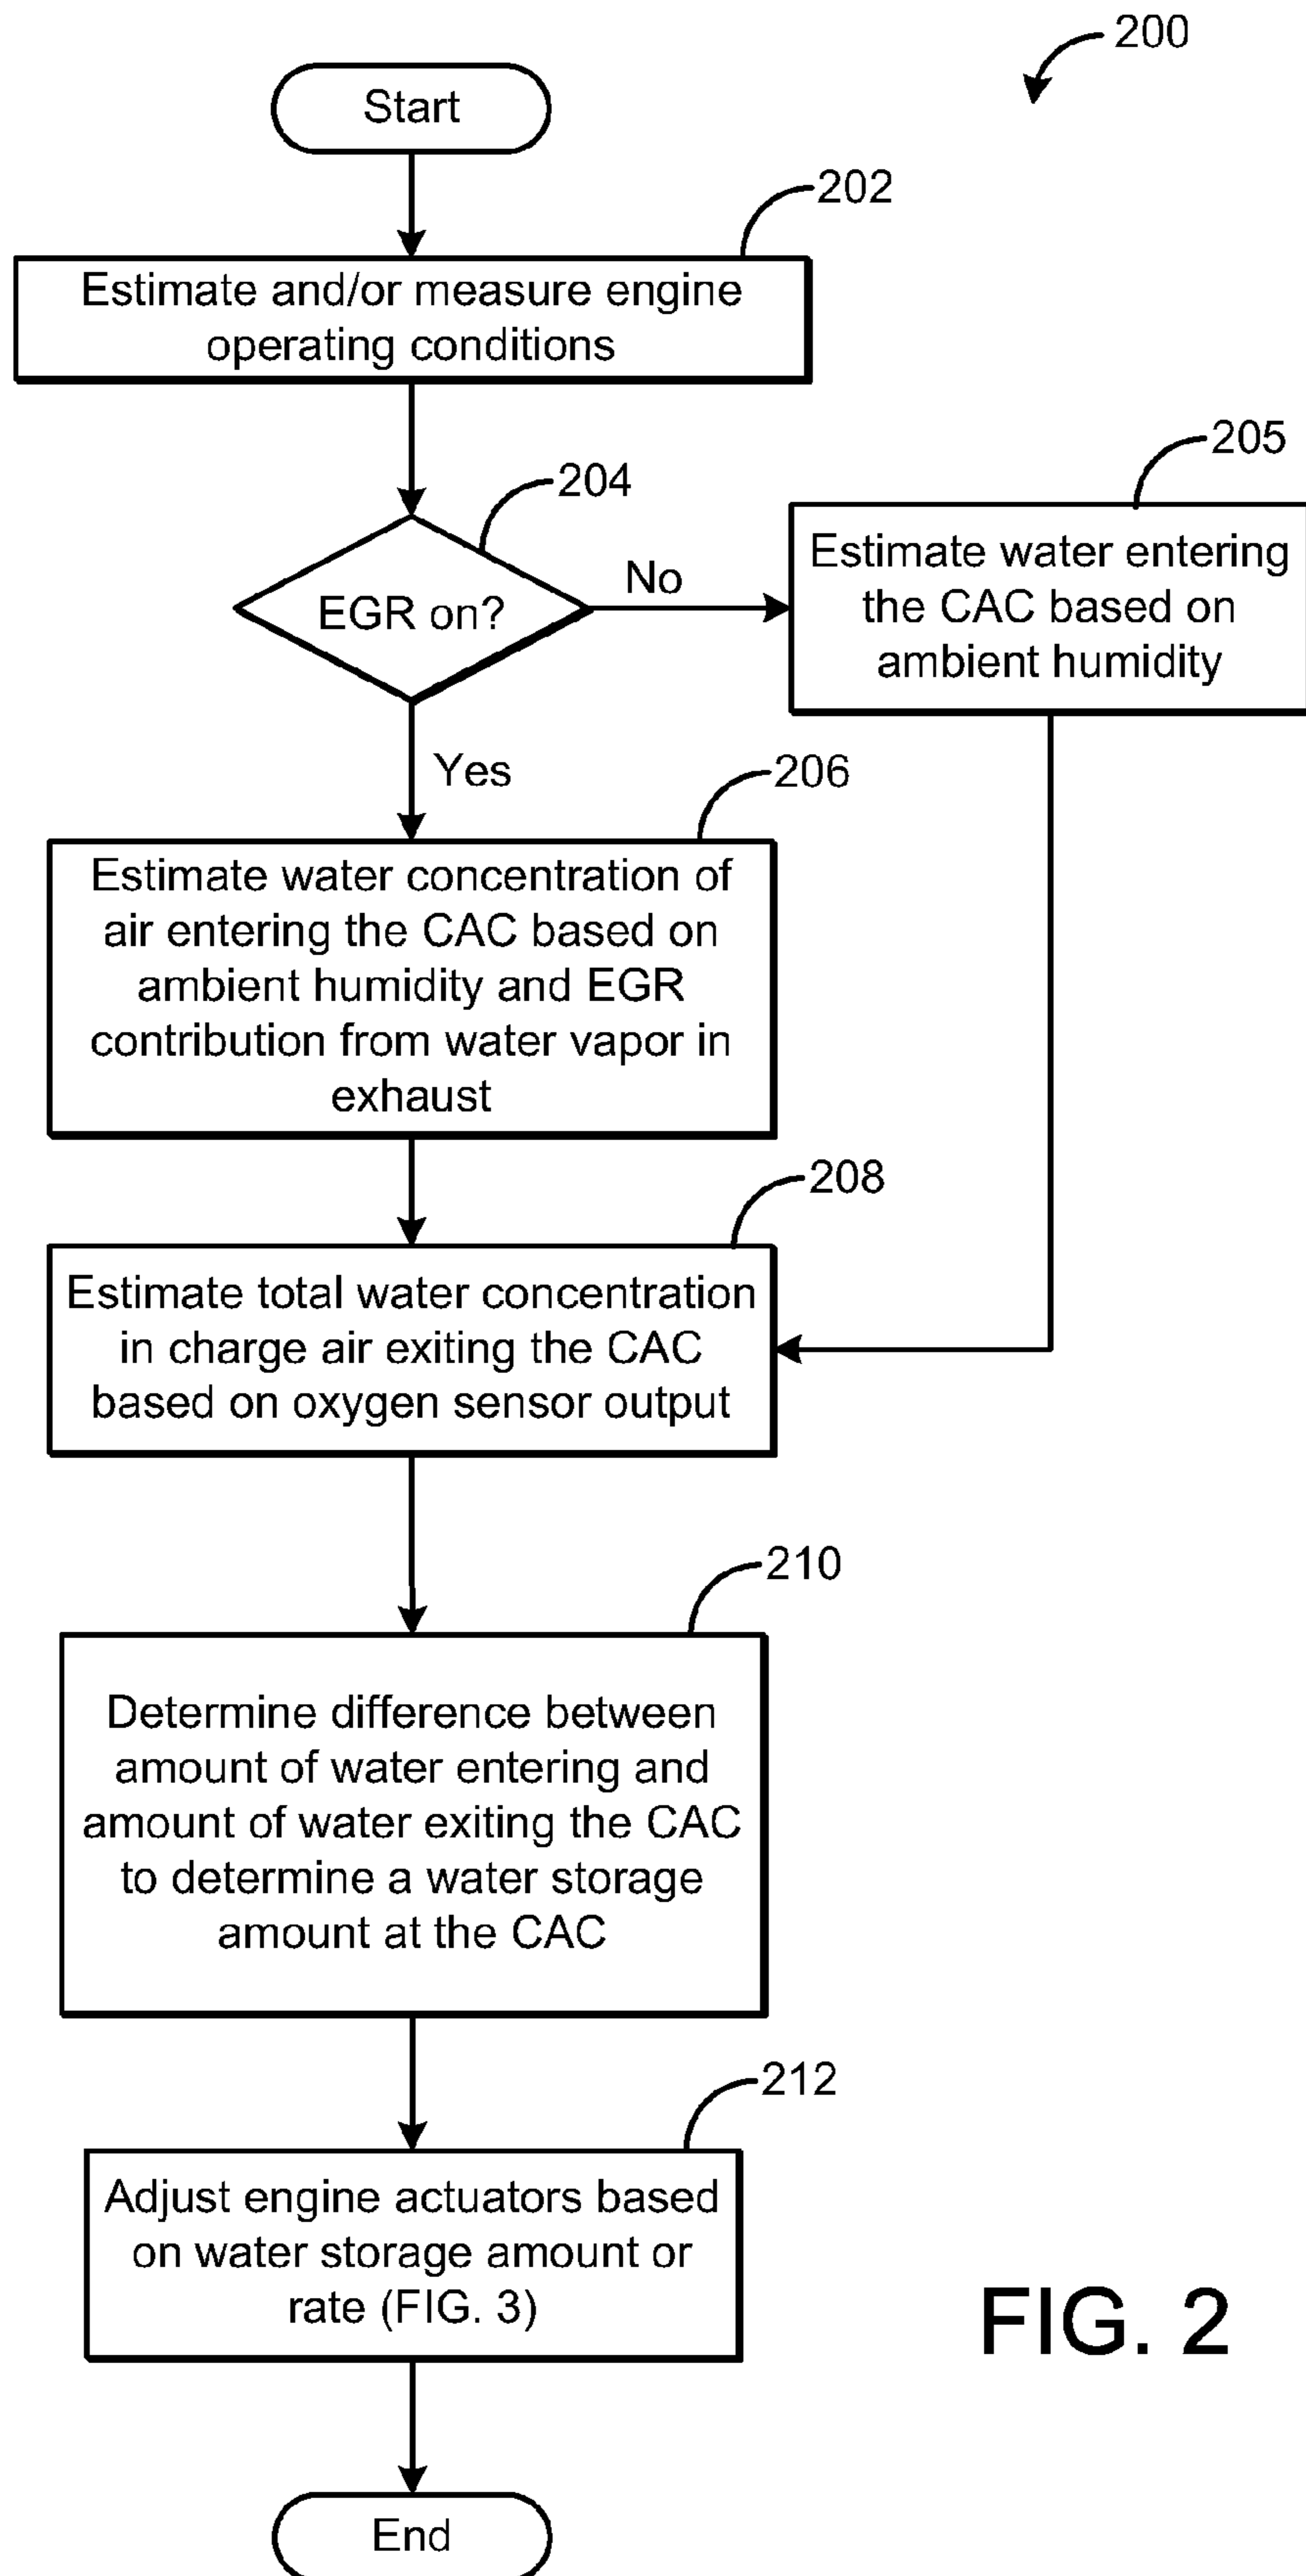 200
Start
202
Estimate and/or measure engine
operating conditions
204
EGR on?
No
205
Estimate water entering
the CAC based on
ambient humidity
Yes
206
Estimate water concentration of
air entering the CAC based on
ambient humidity and EGR
contribution from water vapor in
exhaust
208
Estimate total water concentration
in charge air exiting the CAC
based on oxygen sensor output
210
Determine difference between
amount of water entering and
amount of water exiting the CAC
to determine a water storage
amount at the CAC
212
Adjust engine actuators based
on water storage amount or
rate (FIG. 3)
FIG. 2
End